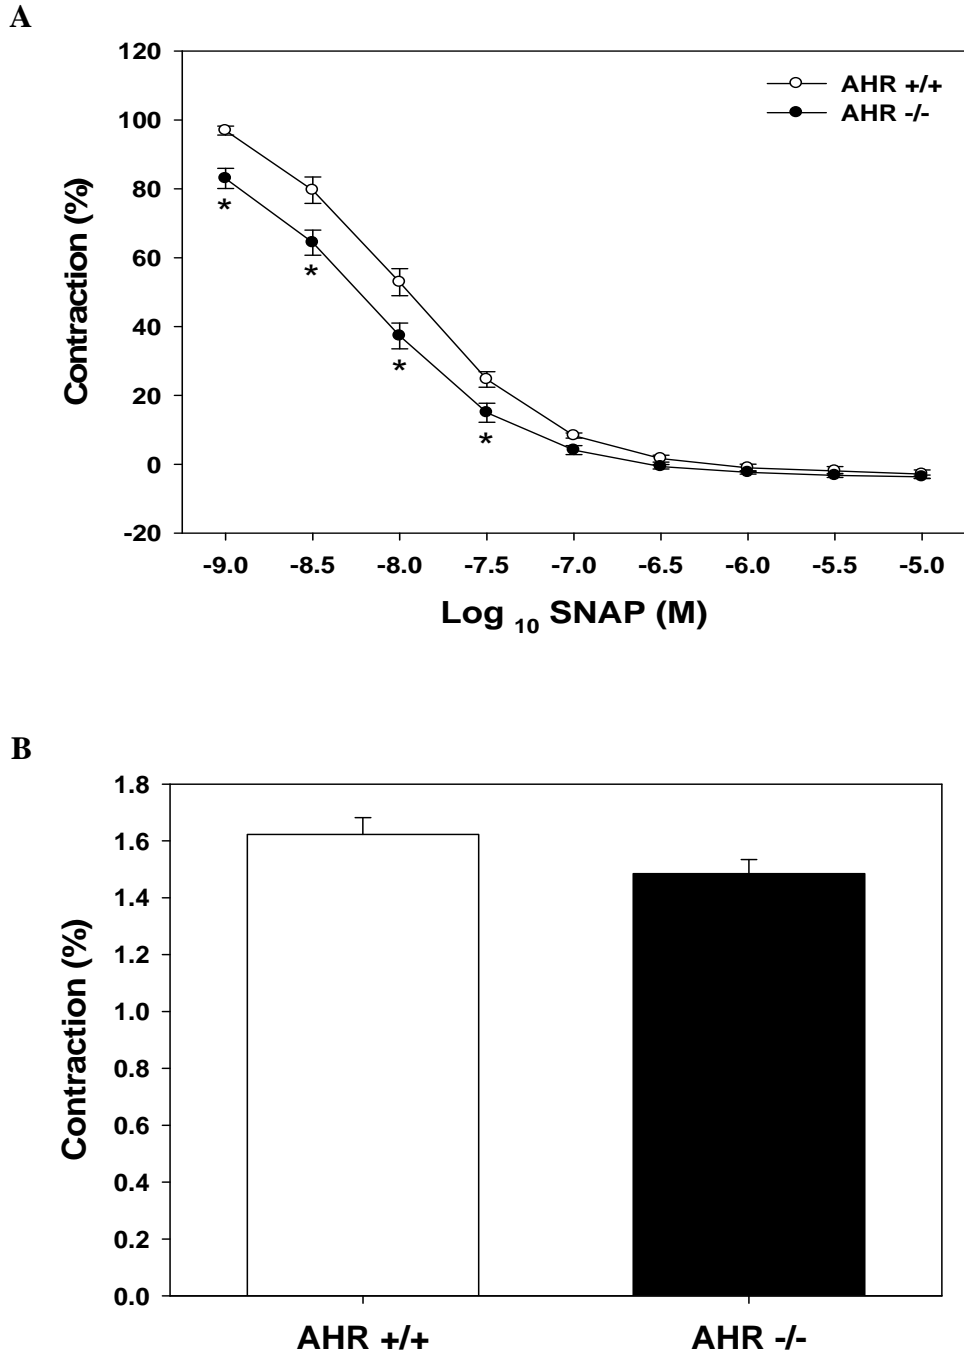 A
120
100
80
60
40
20
0
-20
Contraction (%)
AHR +/+
AHR -/-
*
*
*
*
-9.0 -8.5 -8.0 -7.5 -7.0 -6.5 -6.0 -5.5 -5.0
Log 10 SNAP (M)
B
1.8
1.6
1.4
1.2
1.0
0.8
0.6
0.4
0.2
0.0
Contraction (%)
AHR +/+ AHR -/-